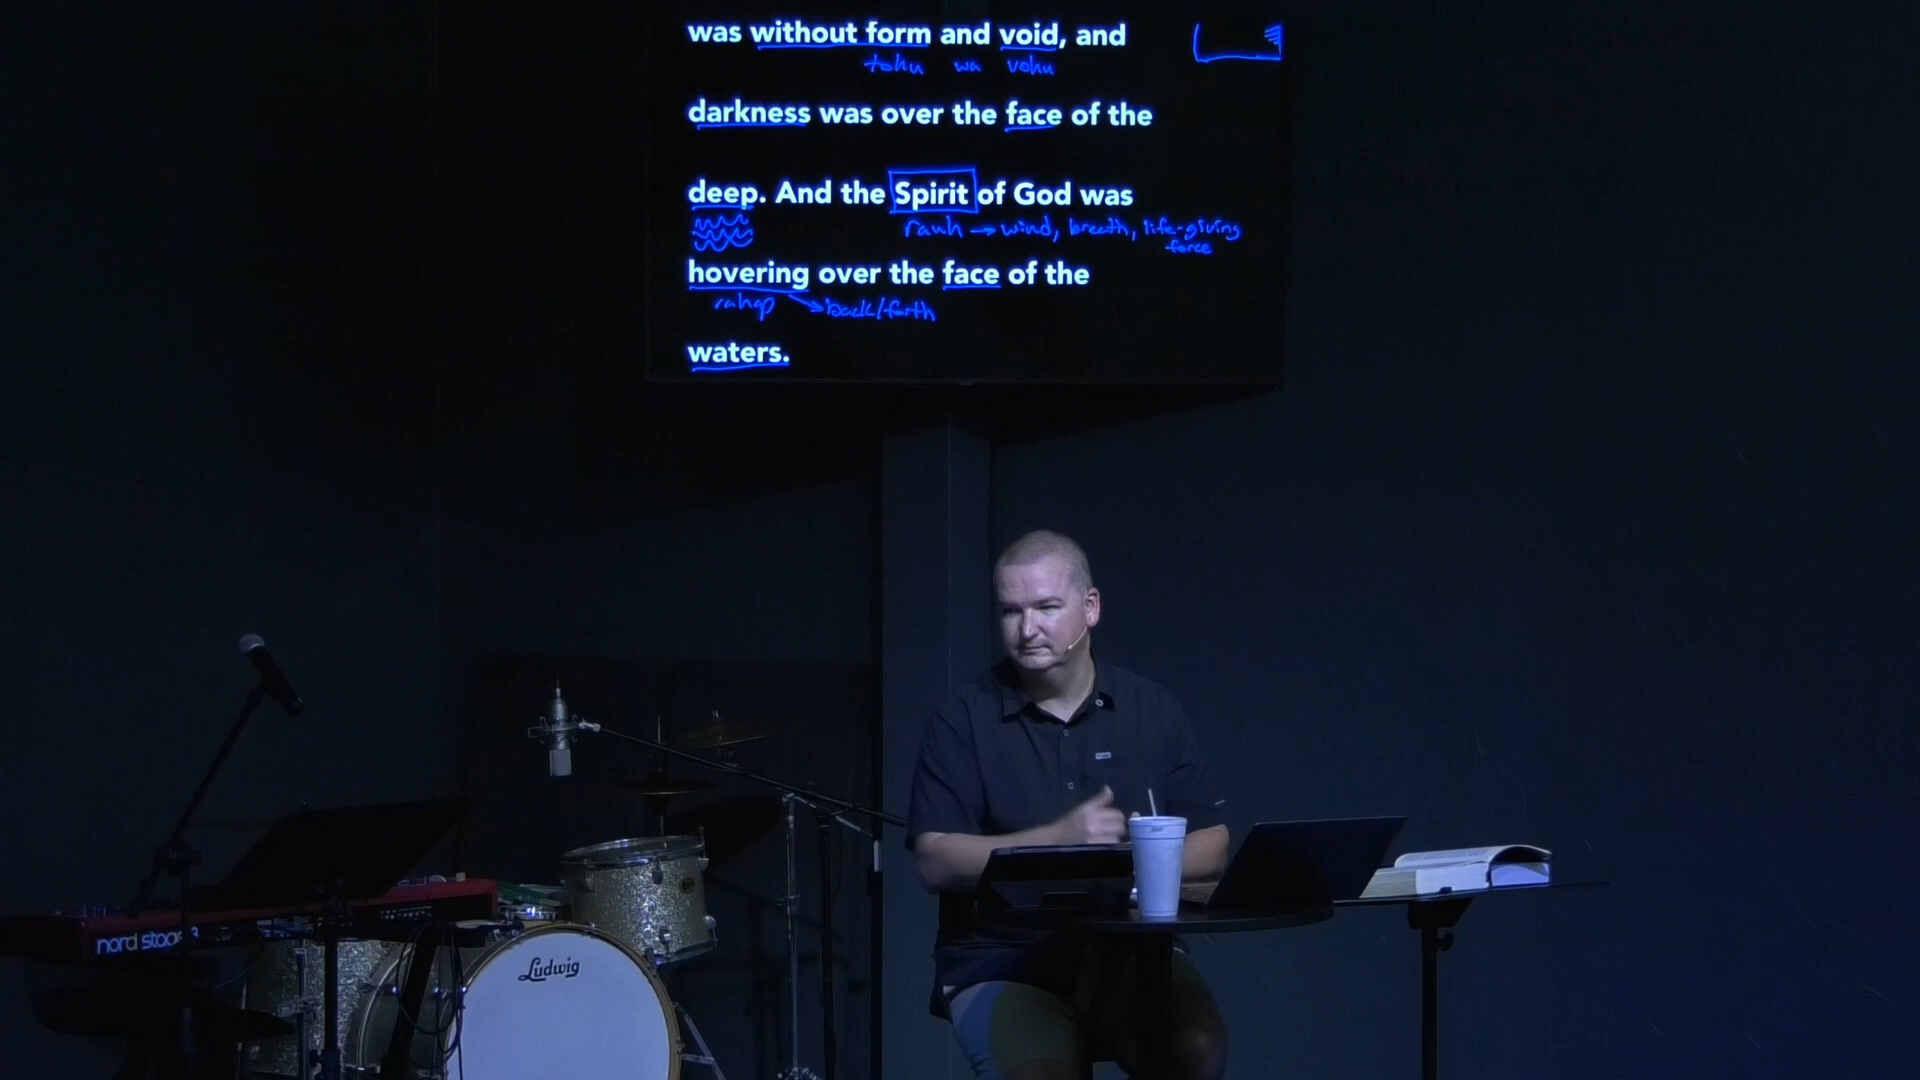 was without form and void, and
tohu wa vohu
darkness was over the face of the
deep. And the Spirit of God was
ruah → wind, breath, life-giving
force
hovering over the face of the
rahap → back/forth
waters.
nord stage 3
Ludwig